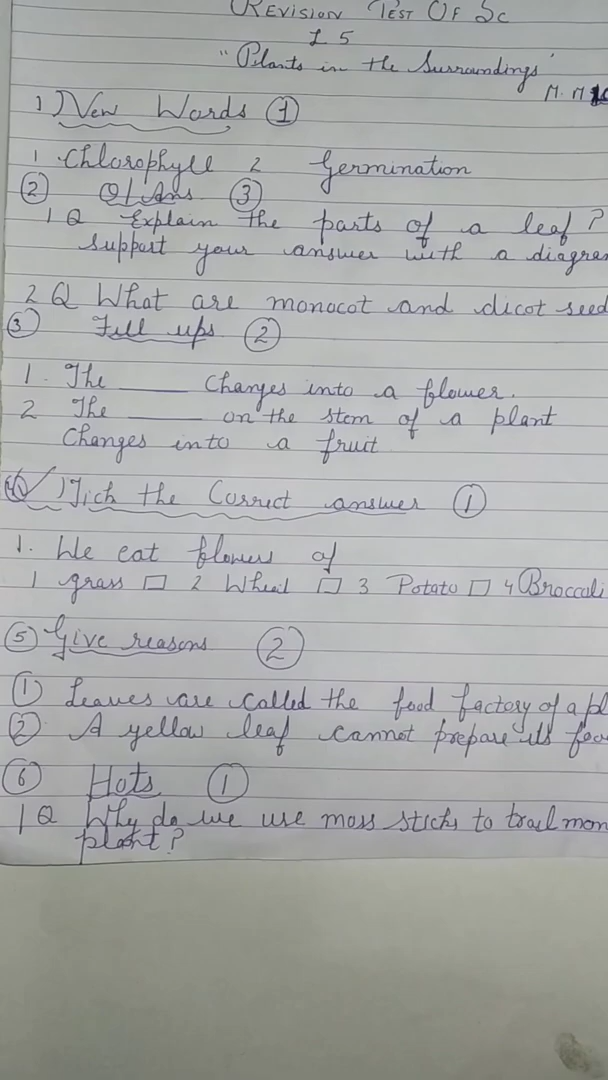 REVISION TEST OF Sc
L 5
"Plants in the Surroundings"
M. M
1) New Words ①
1 Chlorophyll 2 Germination
② Q/Ans ③
1 Q Explain the parts of a leaf?
Support your answer with a diagram
2 Q What are monocot and dicot seed
③ Fill ups ②
1. The ____ Changes into a flower.
2 The ____ on the stem of a plant
Changes into a fruit
Tick the Correct answer ①
1. We eat flowers of
1 grass □ 2 Wheat □ 3 Potato □ 4 Broccoli
⑤ Give reasons ②
① Leaves are called the food factory of a pl
② A yellow leaf cannot prepare its foo
⑥ Hots ①
1 Q Why do we use moss sticks to trail mon
plant?